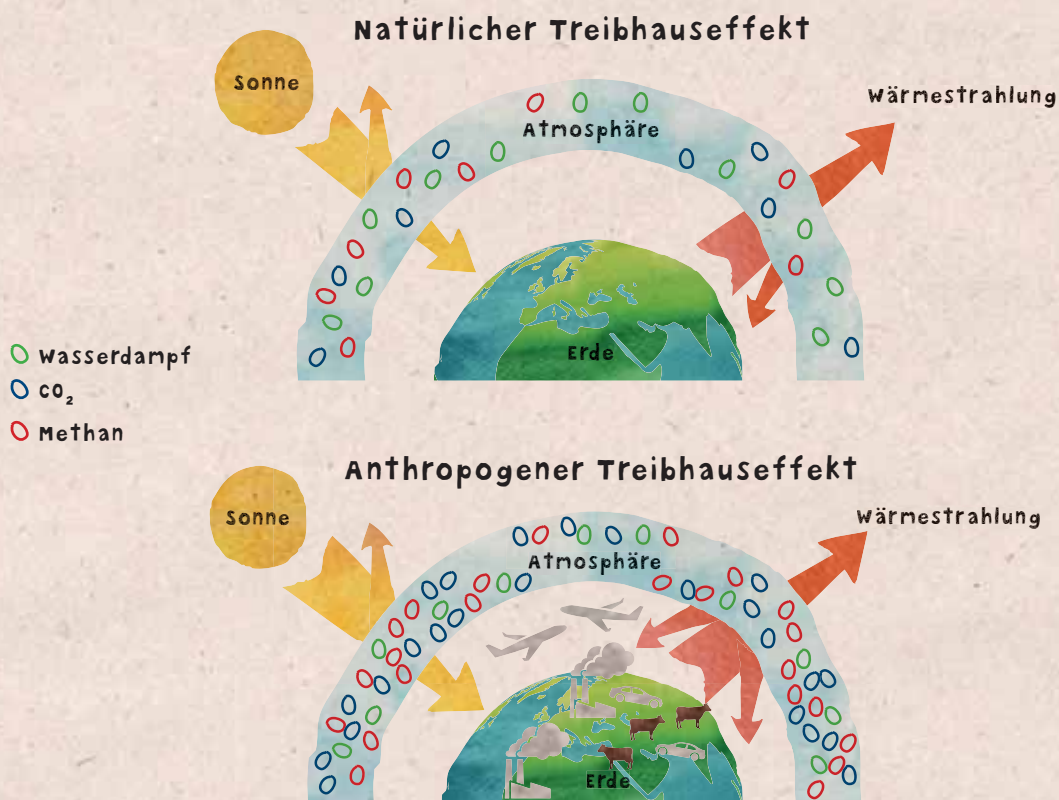 Natürlicher Treibhauseffekt
Sonne
Wärmestrahlung
Atmosphäre
Erde
Wasserdampf
CO₂
Methan
Anthropogener Treibhauseffekt
Sonne
Wärmestrahlung
Atmosphäre
Erde